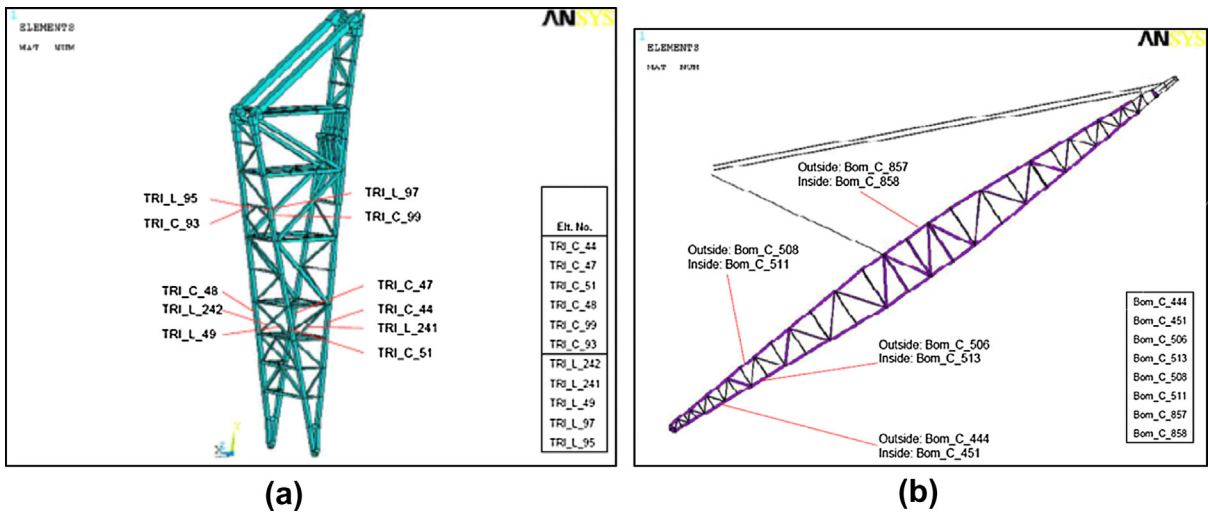 1
ELEMENTS
MAT NUM
ANSYS
TRI_L_95
TRI_C_93
TRI_L_97
TRI_C_99
TRI_C_48
TRI_L_242
TRI_L_49
TRI_C_47
TRI_C_44
TRI_L_241
TRI_C_51
Elt. No.
TRI_C_44
TRI_C_47
TRI_C_51
TRI_C_48
TRI_C_99
TRI_C_93
TRI_L_242
TRI_L_241
TRI_L_49
TRI_L_97
TRI_L_95
(a)
1
ELEMENTS
MAT NUM
ANSYS
Outside: Bom_C_857
Inside: Bom_C_858
Outside: Bom_C_508
Inside: Bom_C_511
Outside: Bom_C_506
Inside: Bom_C_513
Outside: Bom_C_444
Inside: Bom_C_451
Bom_C_444
Bom_C_451
Bom_C_506
Bom_C_513
Bom_C_508
Bom_C_511
Bom_C_857
Bom_C_858
(b)